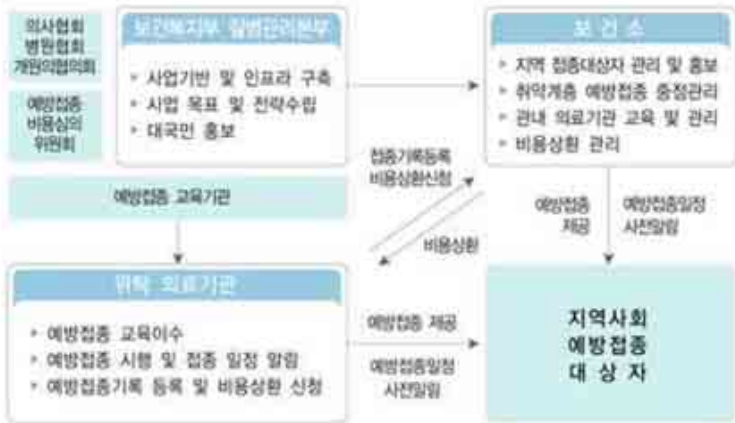 의사협회
병원협회
개원의협의회
예방접종
비용심의
위원회
보건복지부 질병관리본부
사업기반 및 인프라 구축
사업 목표 및 전략수립
대국민 홍보
보건소
지역 접종대상자 관리 및 홍보
취약계층 예방접종 중점관리
관내 의료기관 교육 및 관리
비용상환 관리
예방접종 교육기관
접종기록등록
비용상환신청
비용상환
예방접종
제공
예방접종일정
사전알림
위탁 의료기관
예방접종 교육이수
예방접종 시행 및 접종 일정 알림
예방접종기록 등록 및 비용상환 신청
예방접종 제공
예방접종일정
사전알림
지역사회
예방접종
대 상 자